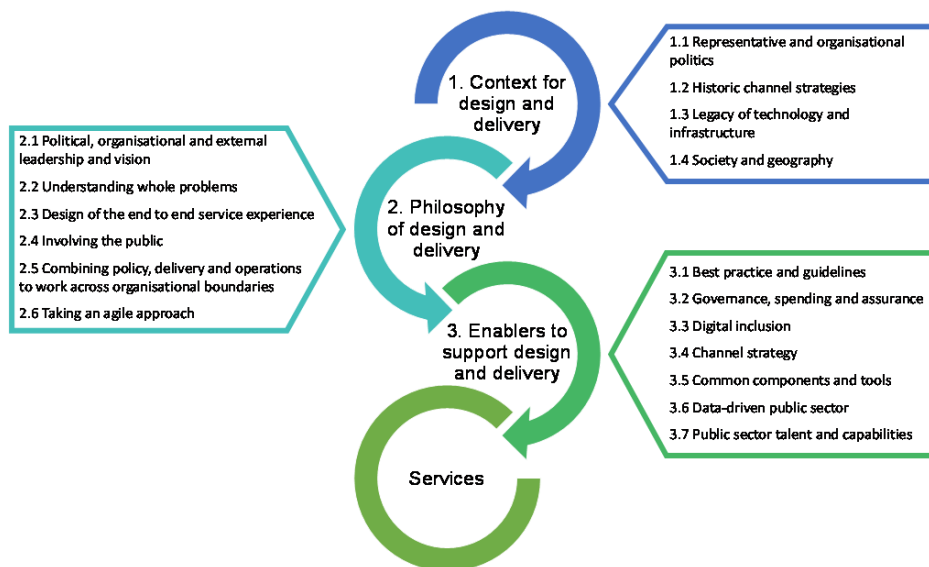 1. Context for
design and
delivery
1.1 Representative and organisational
politics
1.2 Historic channel strategies
1.3 Legacy of technology and
infrastructure
1.4 Society and geography
2.1 Political, organisational and external
leadership and vision
2.2 Understanding whole problems
2.3 Design of the end to end service experience
2.4 Involving the public
2.5 Combining policy, delivery and operations
to work across organisational boundaries
2.6 Taking an agile approach
2. Philosophy
of design and
delivery
3. Enablers to
support design
and delivery
3.1 Best practice and guidelines
3.2 Governance, spending and assurance
3.3 Digital inclusion
3.4 Channel strategy
3.5 Common components and tools
3.6 Data-driven public sector
3.7 Public sector talent and capabilities
Services